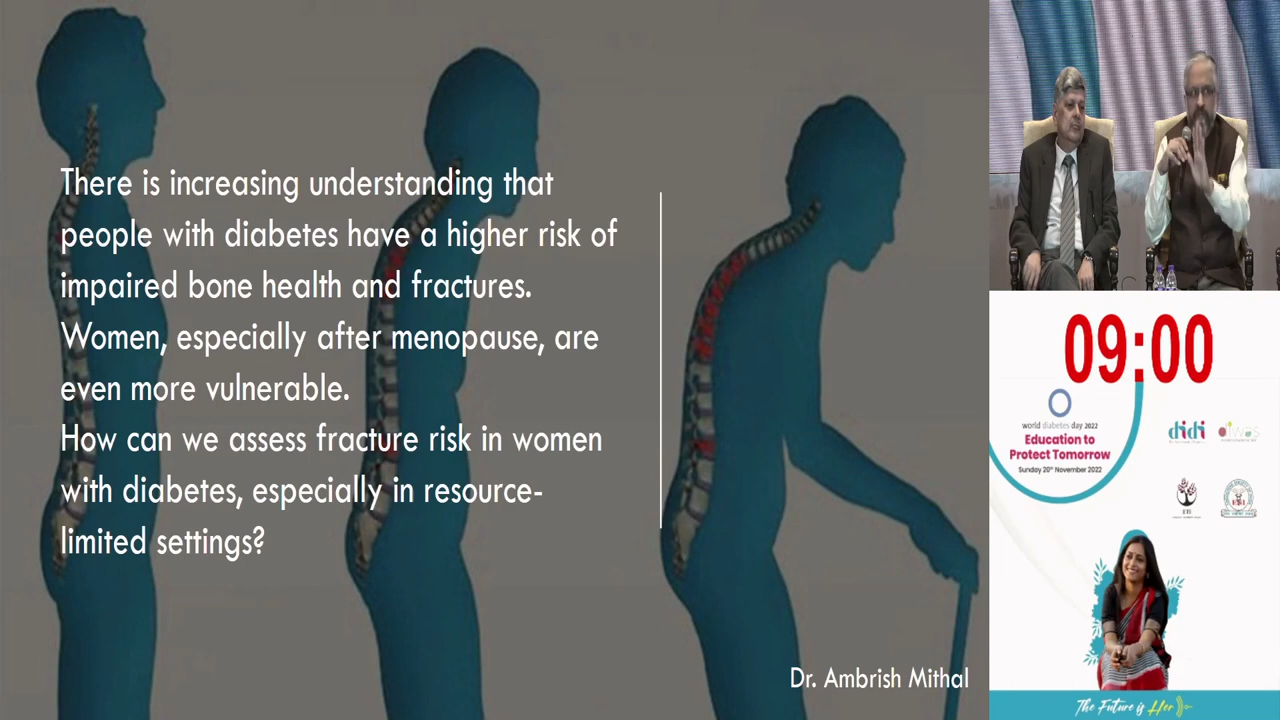 There is increasing understanding that
people with diabetes have a higher risk of
impaired bone health and fractures.
Women, especially after menopause, are
even more vulnerable.
How can we assess fracture risk in women
with diabetes, especially in resource-
limited settings?
Dr. Ambrish Mithal
09:00
world diabetes day 2022
Education to
Protect Tomorrow
Sunday 20th November 2022
didi
The Future is Her